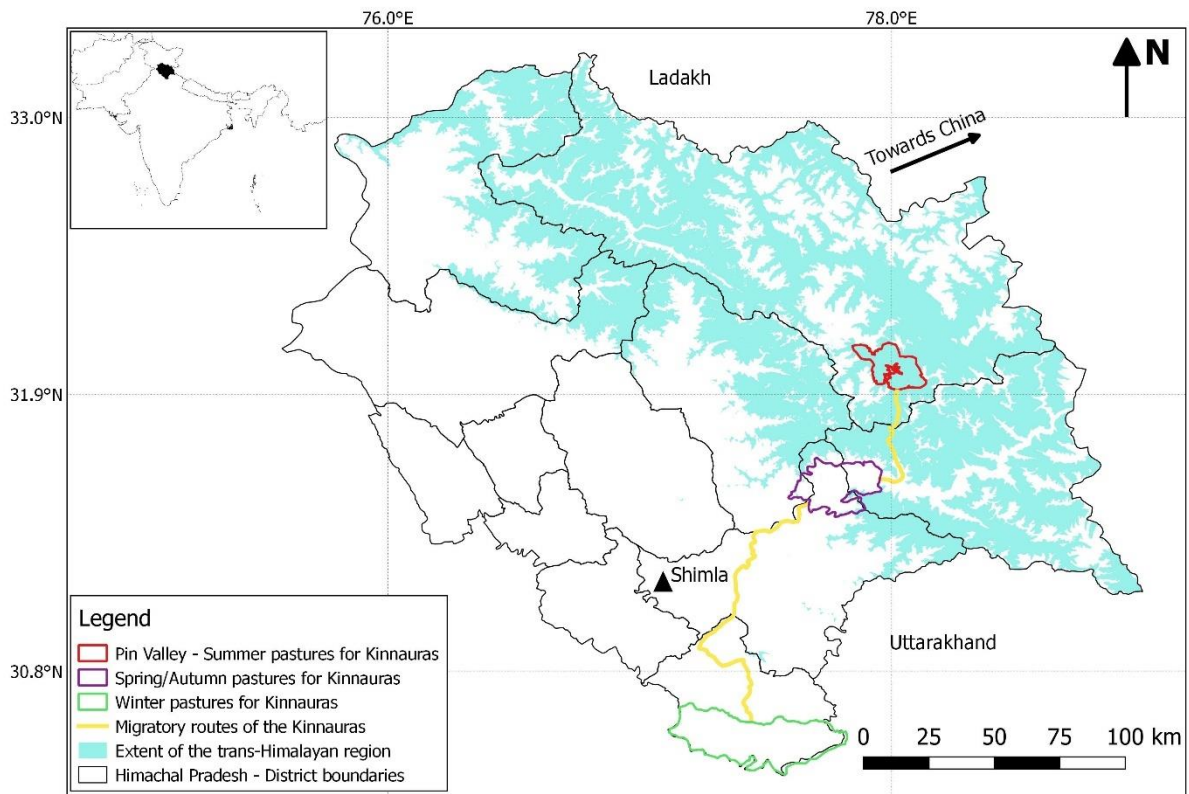 76.0°E
78.0°E
N
Ladakh
33.0°N
Towards China
31.9°N
Shimla
Legend
Uttarakhand
Pin Valley - Summer pastures for Kinnauras
30.8°N
Spring/Autumn pastures for Kinnauras
Winter pastures for Kinnauras
Migratory routes of the Kinnauras
0 25 50 75 100 km
Extent of the trans-Himalayan region
Himachal Pradesh - District boundaries